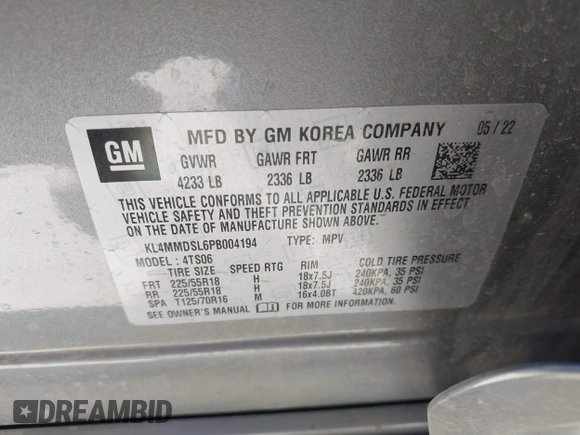 GM
MFD BY GM KOREA COMPANY 05/22
GVWR GAWR FRT GAWR RR
4233 LB 2336 LB 2336 LB
THIS VEHICLE CONFORMS TO ALL APPLICABLE U.S. FEDERAL MOTOR
VEHICLE SAFETY AND THEFT PREVENTION STANDARDS IN EFFECT
ON THE DATE OF MANUFACTURE SHOWN ABOVE.
KL4MMDSL6PB004194 TYPE: MPV
MODEL: 4TS06
TIRE SIZE SPEED RTG RIM COLD TIRE PRESSURE
FRT 225/55R18 H 18x7.5J 240KPA, 35 PSI
RR 225/55R18 H 18x7.5J 240KPA, 35 PSI
SPA T125/70R16 M 16x4.0BT 420KPA, 60 PSI
SEE OWNER'S MANUAL FOR MORE INFORMATION.
DREAMBID